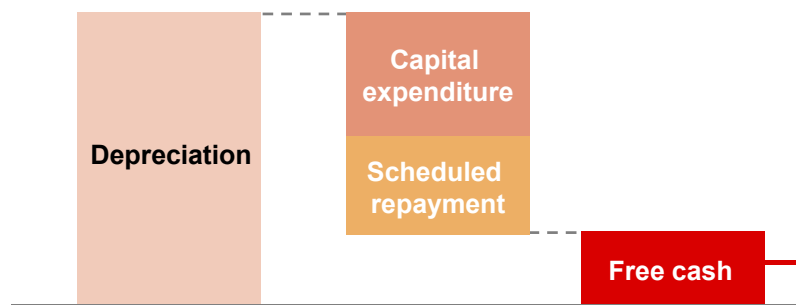 Capital
expenditure
Depreciation
Scheduled
repayment
Free cash